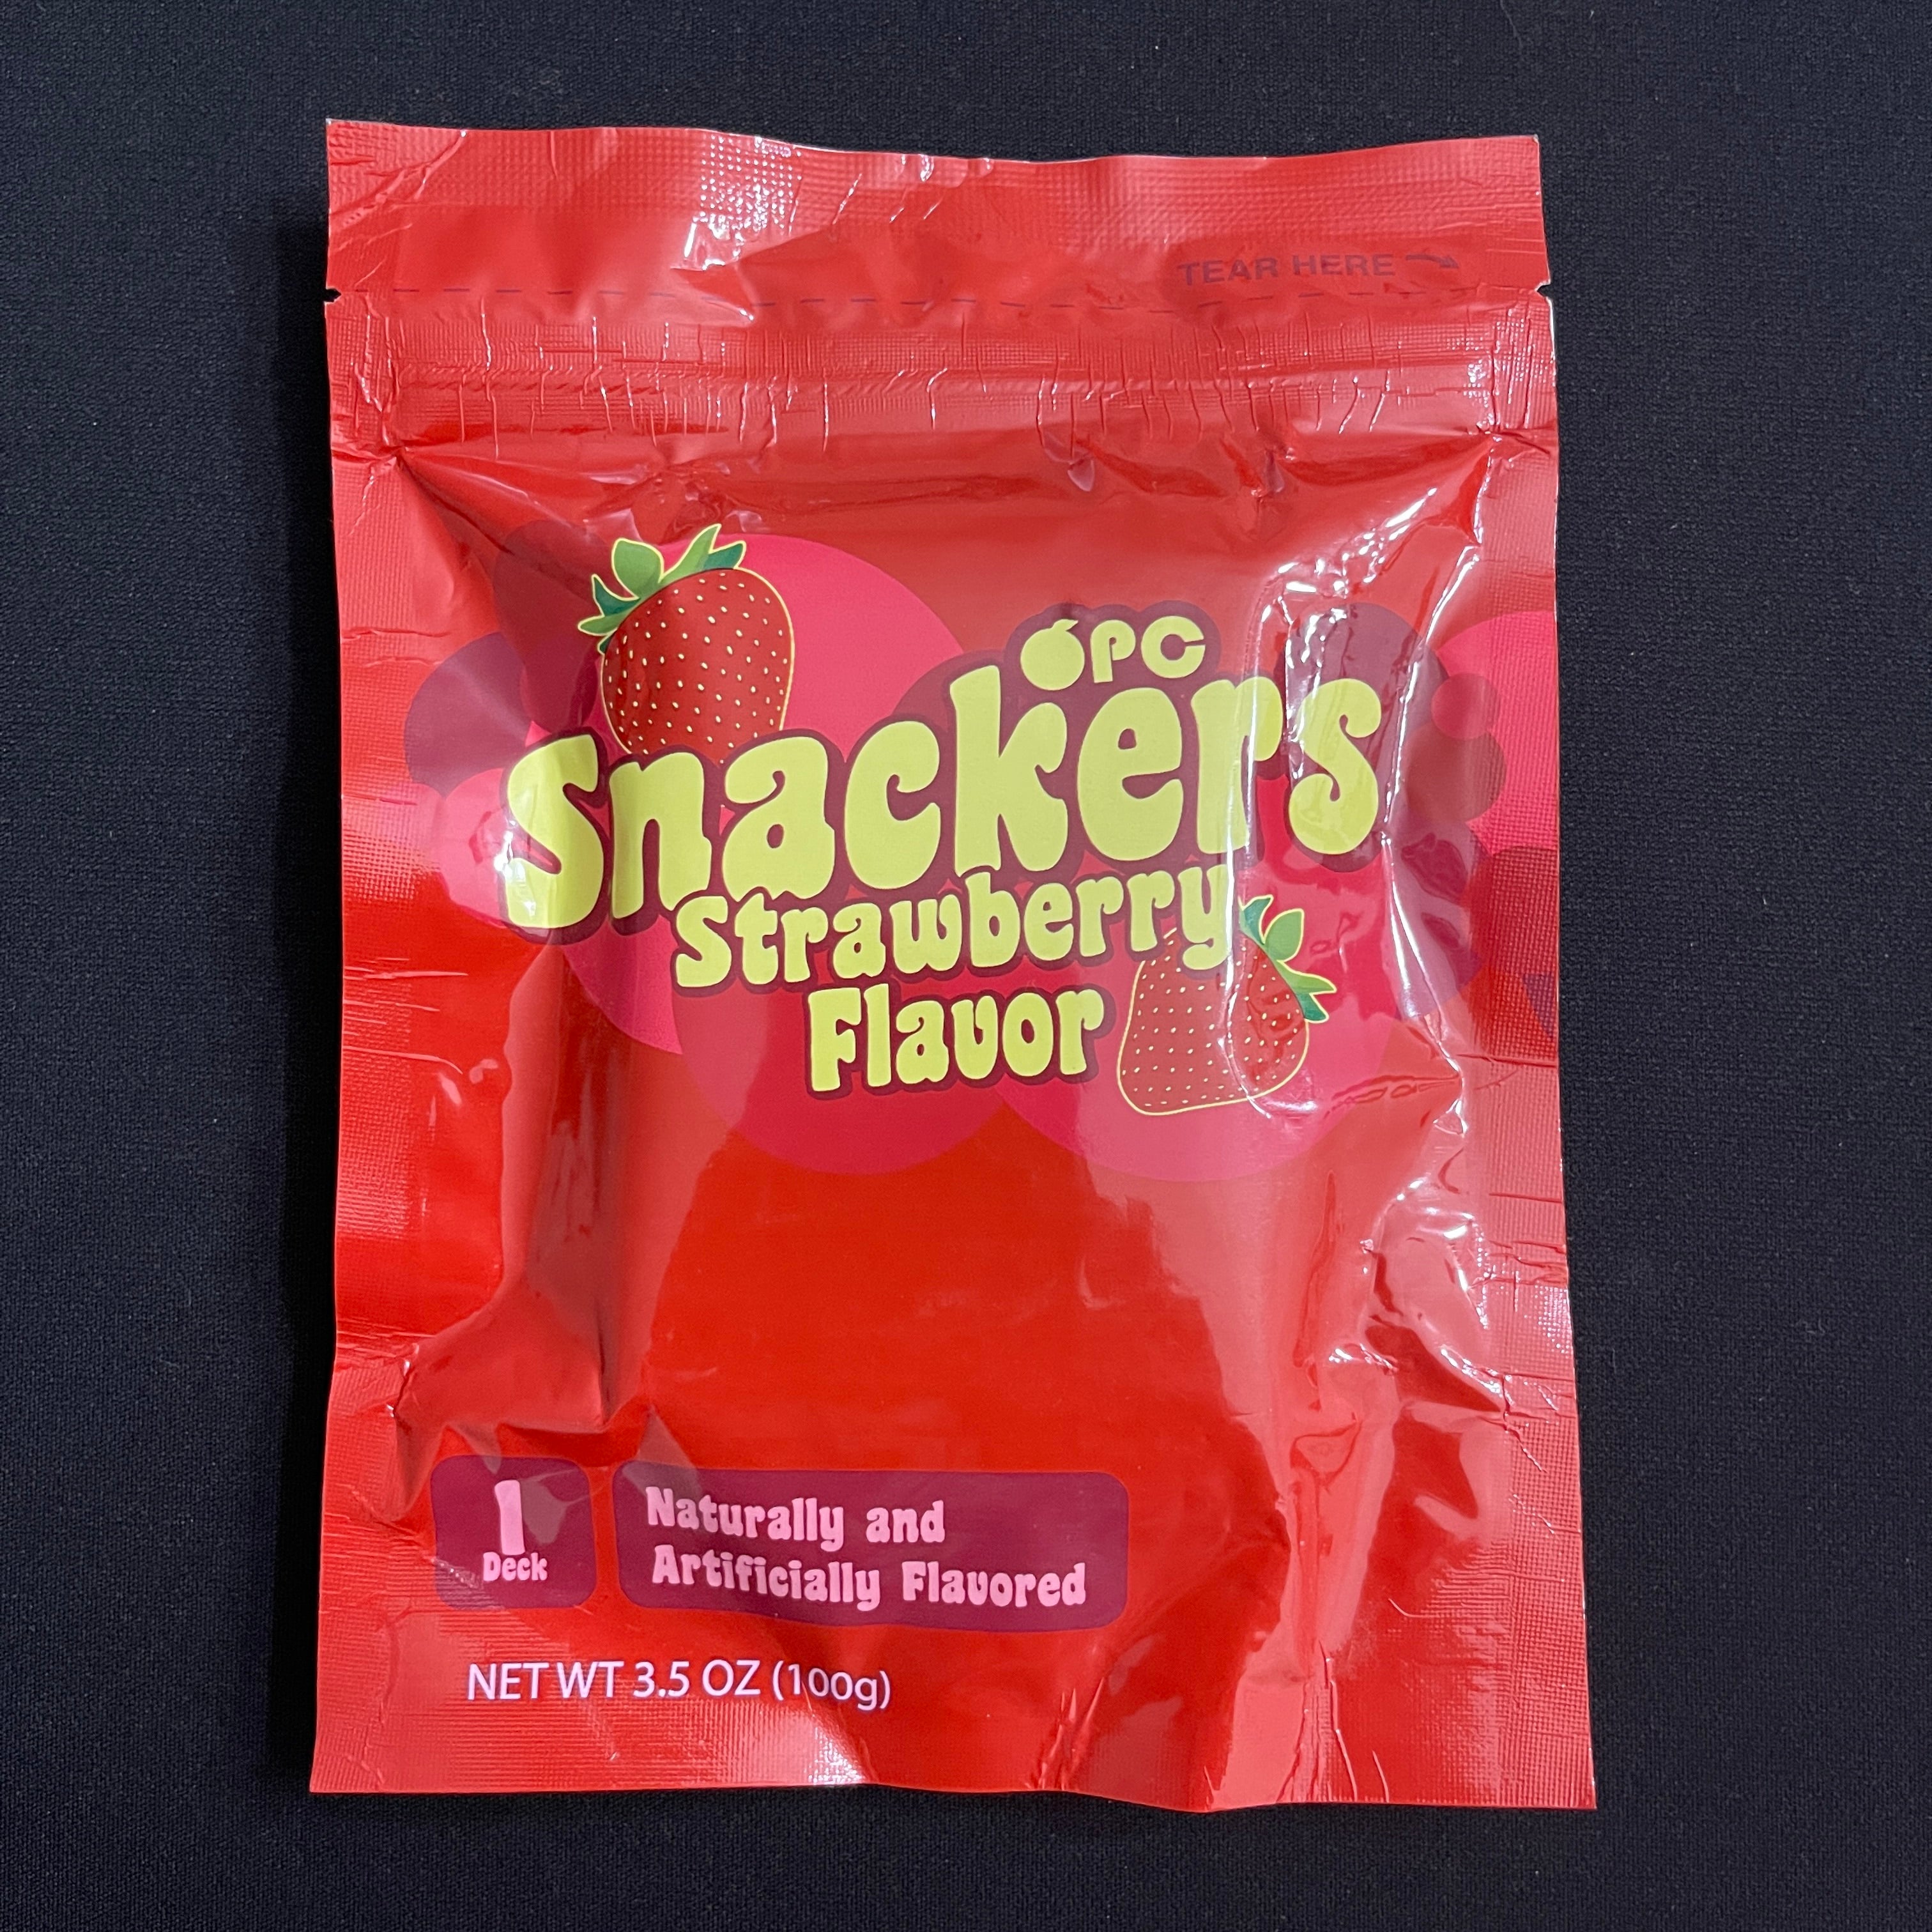 TEAR HERE
OPC
Snackers
Strawberry
Flavor
1
Deck
Naturally and
Artificially Flavored
NET WT 3.5 OZ (100g)